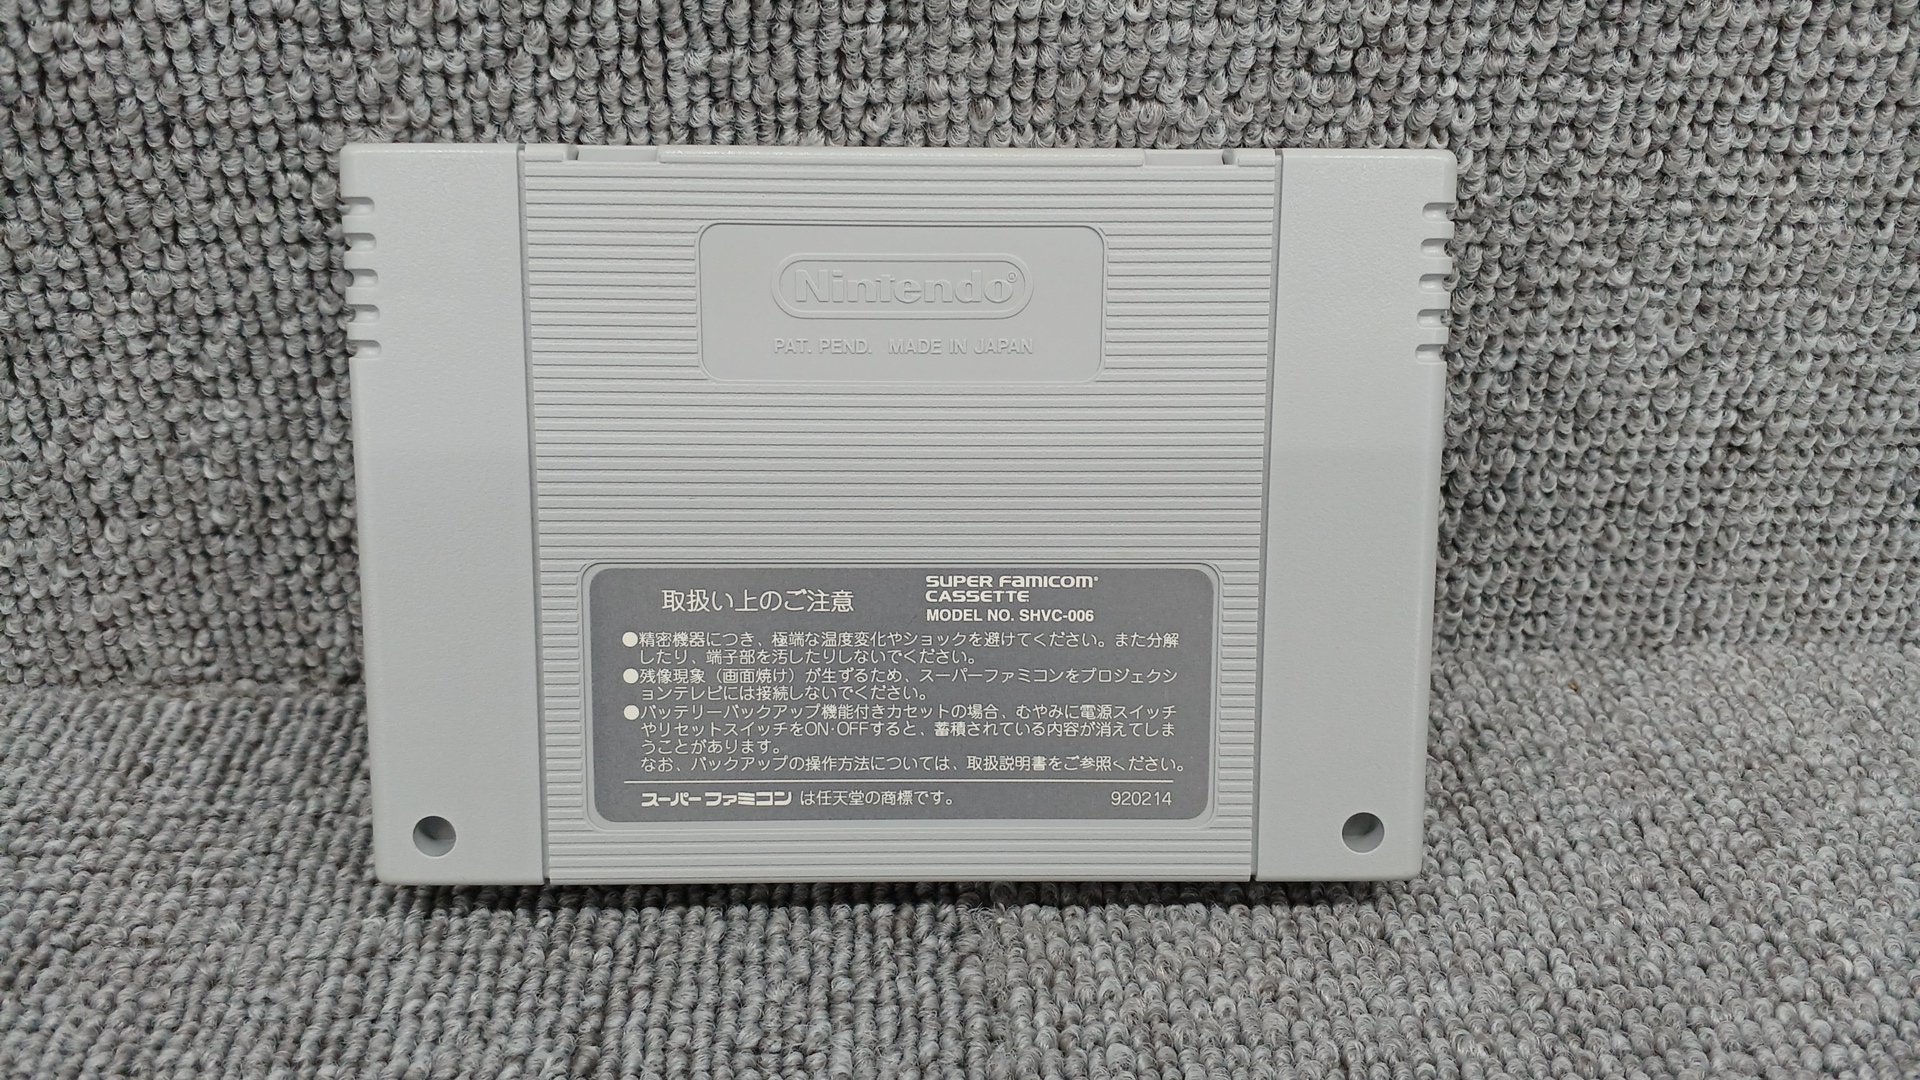 Nintendo®
PAT. PEND. MADE IN JAPAN
取扱い上のご注意
SUPER FAMICOM®
CASSETTE
MODEL NO. SHVC-006
●精密機器につき、極端な温度変化やショックを避けてください。また分解
したり、端子部を汚したりしないでください。
●残像現象（画面焼け）が生ずるため、スーパーファミコンをプロジェクシ
ョンテレビには接続しないでください。
●バッテリーバックアップ機能付きカセットの場合、むやみに電源スイッチ
やリセットスイッチをON・OFFすると、蓄積されている内容が消えてしま
うことがあります。
なお、バックアップの操作方法については、取扱説明書をご参照ください。
スーパーファミコンは任天堂の商標です。 920214